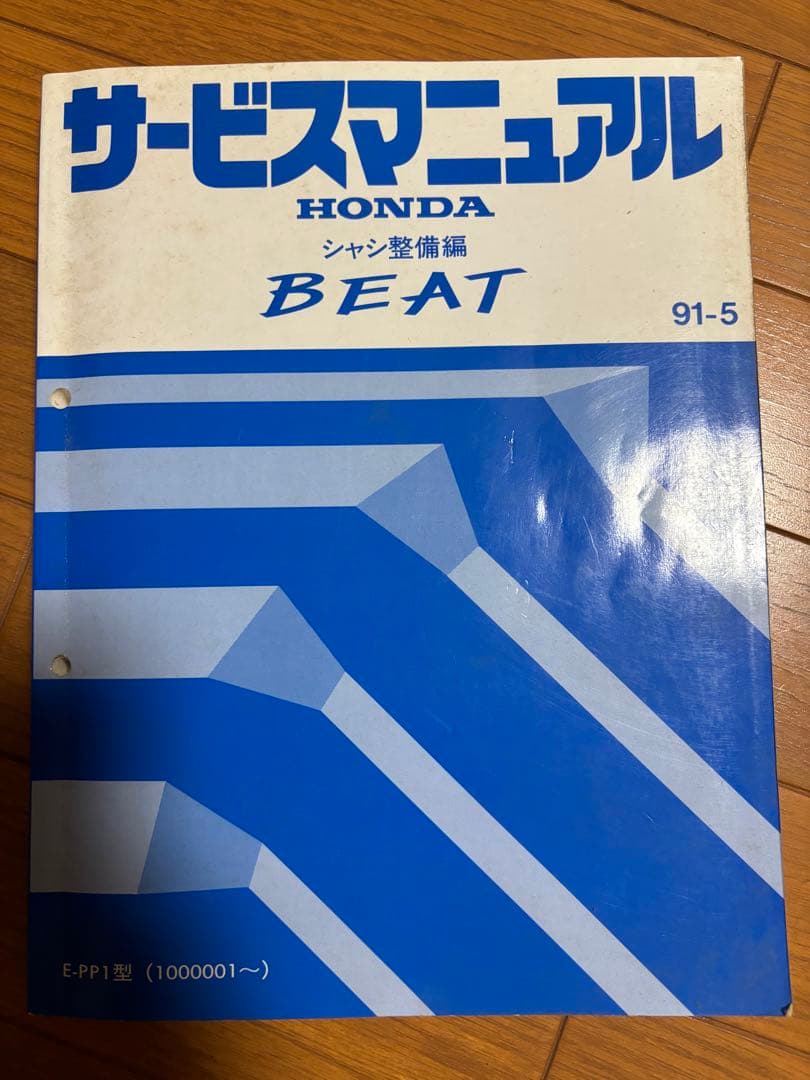 サービスマニュアル
HONDA
シャシ整備編
BEAT
91-5
E-PP1型 (1000001〜)